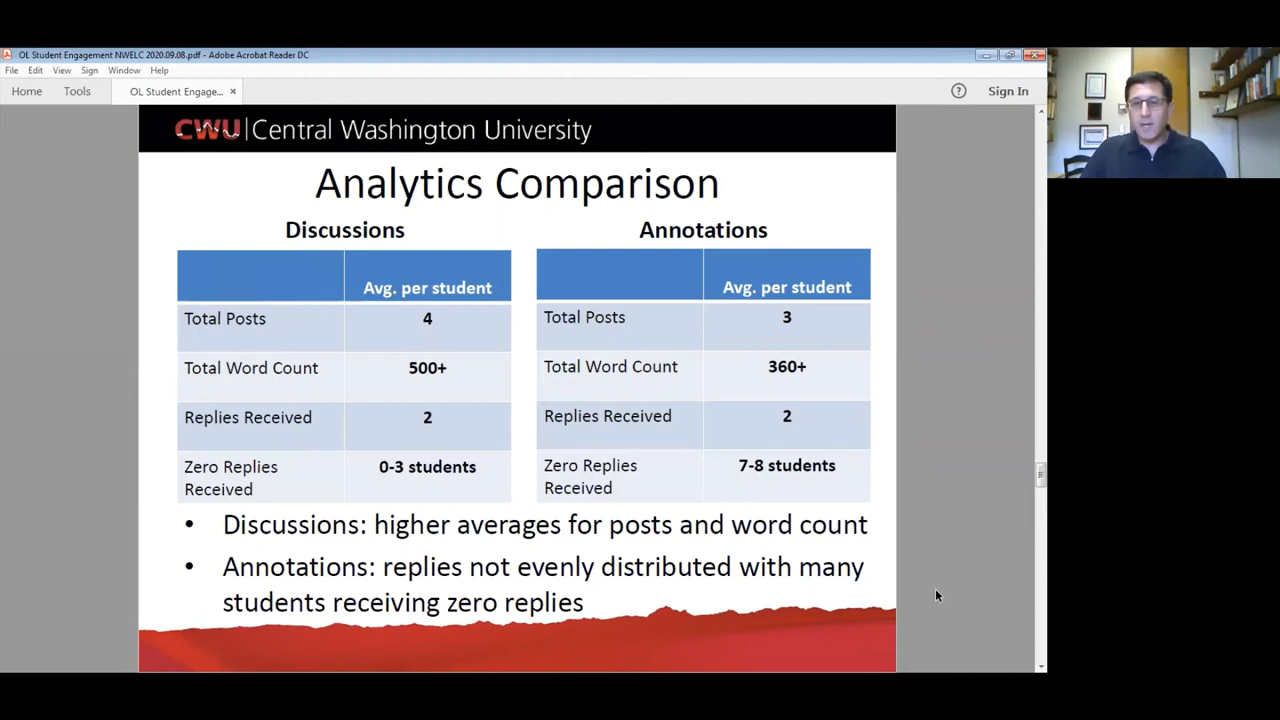 OL Student Engagement NWELC 2020.09.08.pdf - Adobe Acrobat Reader DC
File Edit View Sign Window Help
Home Tools OL Student Engage... × ? Sign In
CWU Central Washington University
Analytics Comparison
Discussions
Avg. per student
Total Posts 4
Total Word Count 500+
Replies Received 2
Zero Replies 0-3 students
Received
Annotations
Avg. per student
Total Posts 3
Total Word Count 360+
Replies Received 2
Zero Replies 7-8 students
Received
• Discussions: higher averages for posts and word count
• Annotations: replies not evenly distributed with many
students receiving zero replies